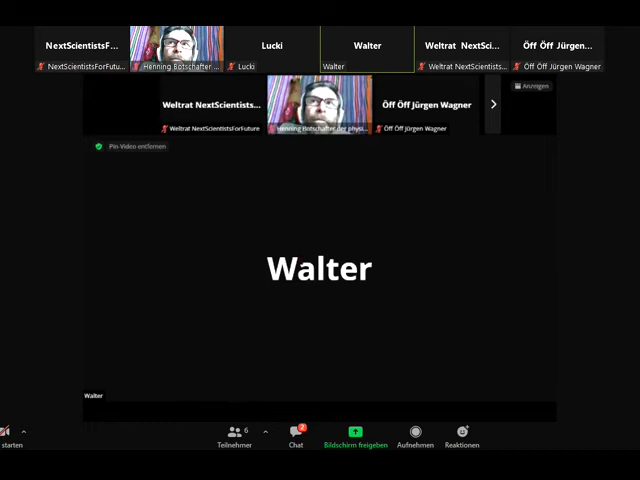 NextScientistsF... Lucki Walter Weltrat NextSci... Öff Öff Jürgen...
NextScientistsForFutu... Henning Botschafter ... Lucki Walter Weltrat NextScientists... Öff Öff Jürgen Wagner
Anzeigen
Weltrat NextScientists... Öff Öff Jürgen Wagner
Weltrat NextScientistsForFuture Henning Botschafter der physi... Öff Öff Jürgen Wagner
Pin-Video entfernen
Walter
Walter
6 2
starten Teilnehmer Chat Bildschirm freigeben Aufnehmen Reaktionen